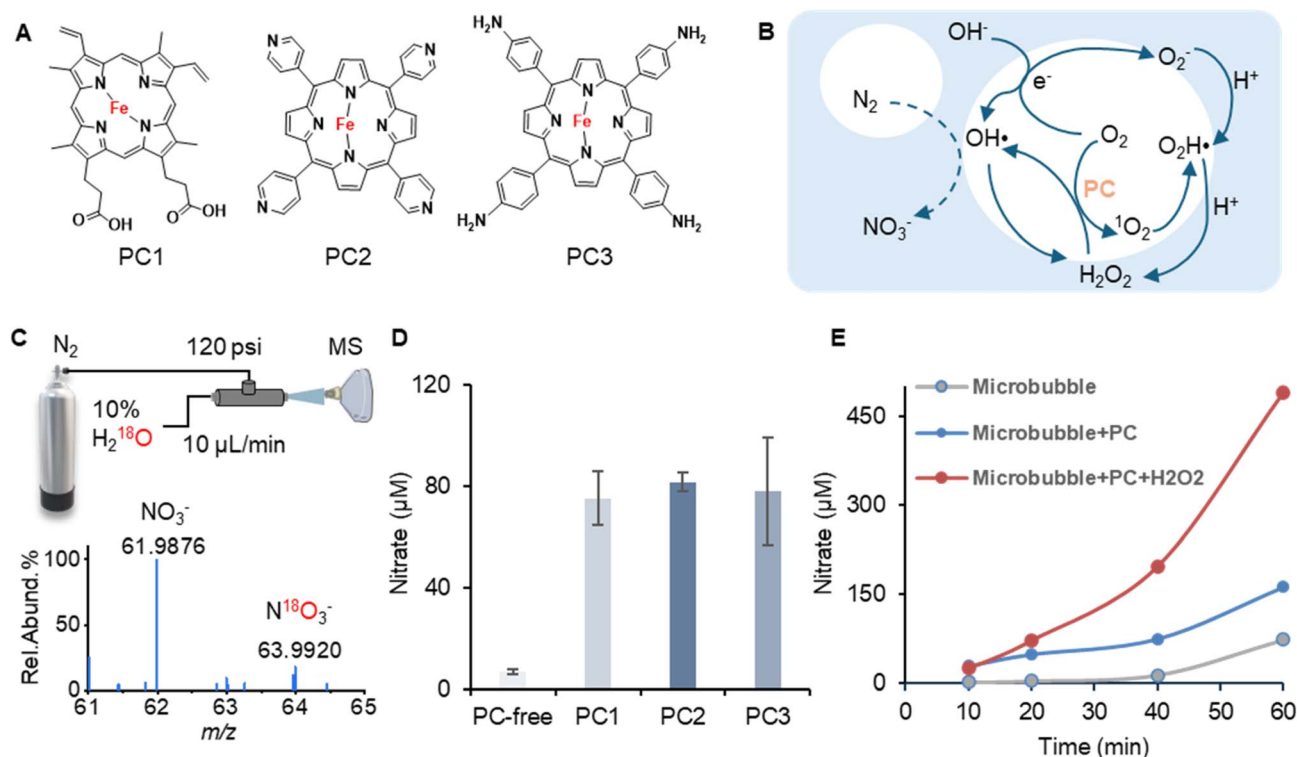 A
OH
OH
N
N
N
N
Fe
PC1
N
N
N
N
N
N
N
N
Fe
PC2
H₂N
NH₂
N
N
N
N
Fe
H₂N
NH₂
PC3
B
OH⁻
O₂⁻
e⁻
H⁺
N₂
OH•
O₂
O₂H•
PC
H⁺
¹O₂
NO₃⁻
H₂O₂
C
N₂
120 psi
MS
10%
H₂¹⁸O
10 µL/min
NO₃⁻
61.9876
N¹⁸O₃⁻
63.9920
Rel.Abund.%
100
50
0
61 62 63 64 65
m/z
D
Nitrate (µM)
120
80
40
0
PC-free PC1 PC2 PC3
E
Microbubble
Microbubble+PC
Microbubble+PC+H2O2
Nitrate (µM)
450
300
150
0
0 10 20 30 40 50 60
Time (min)